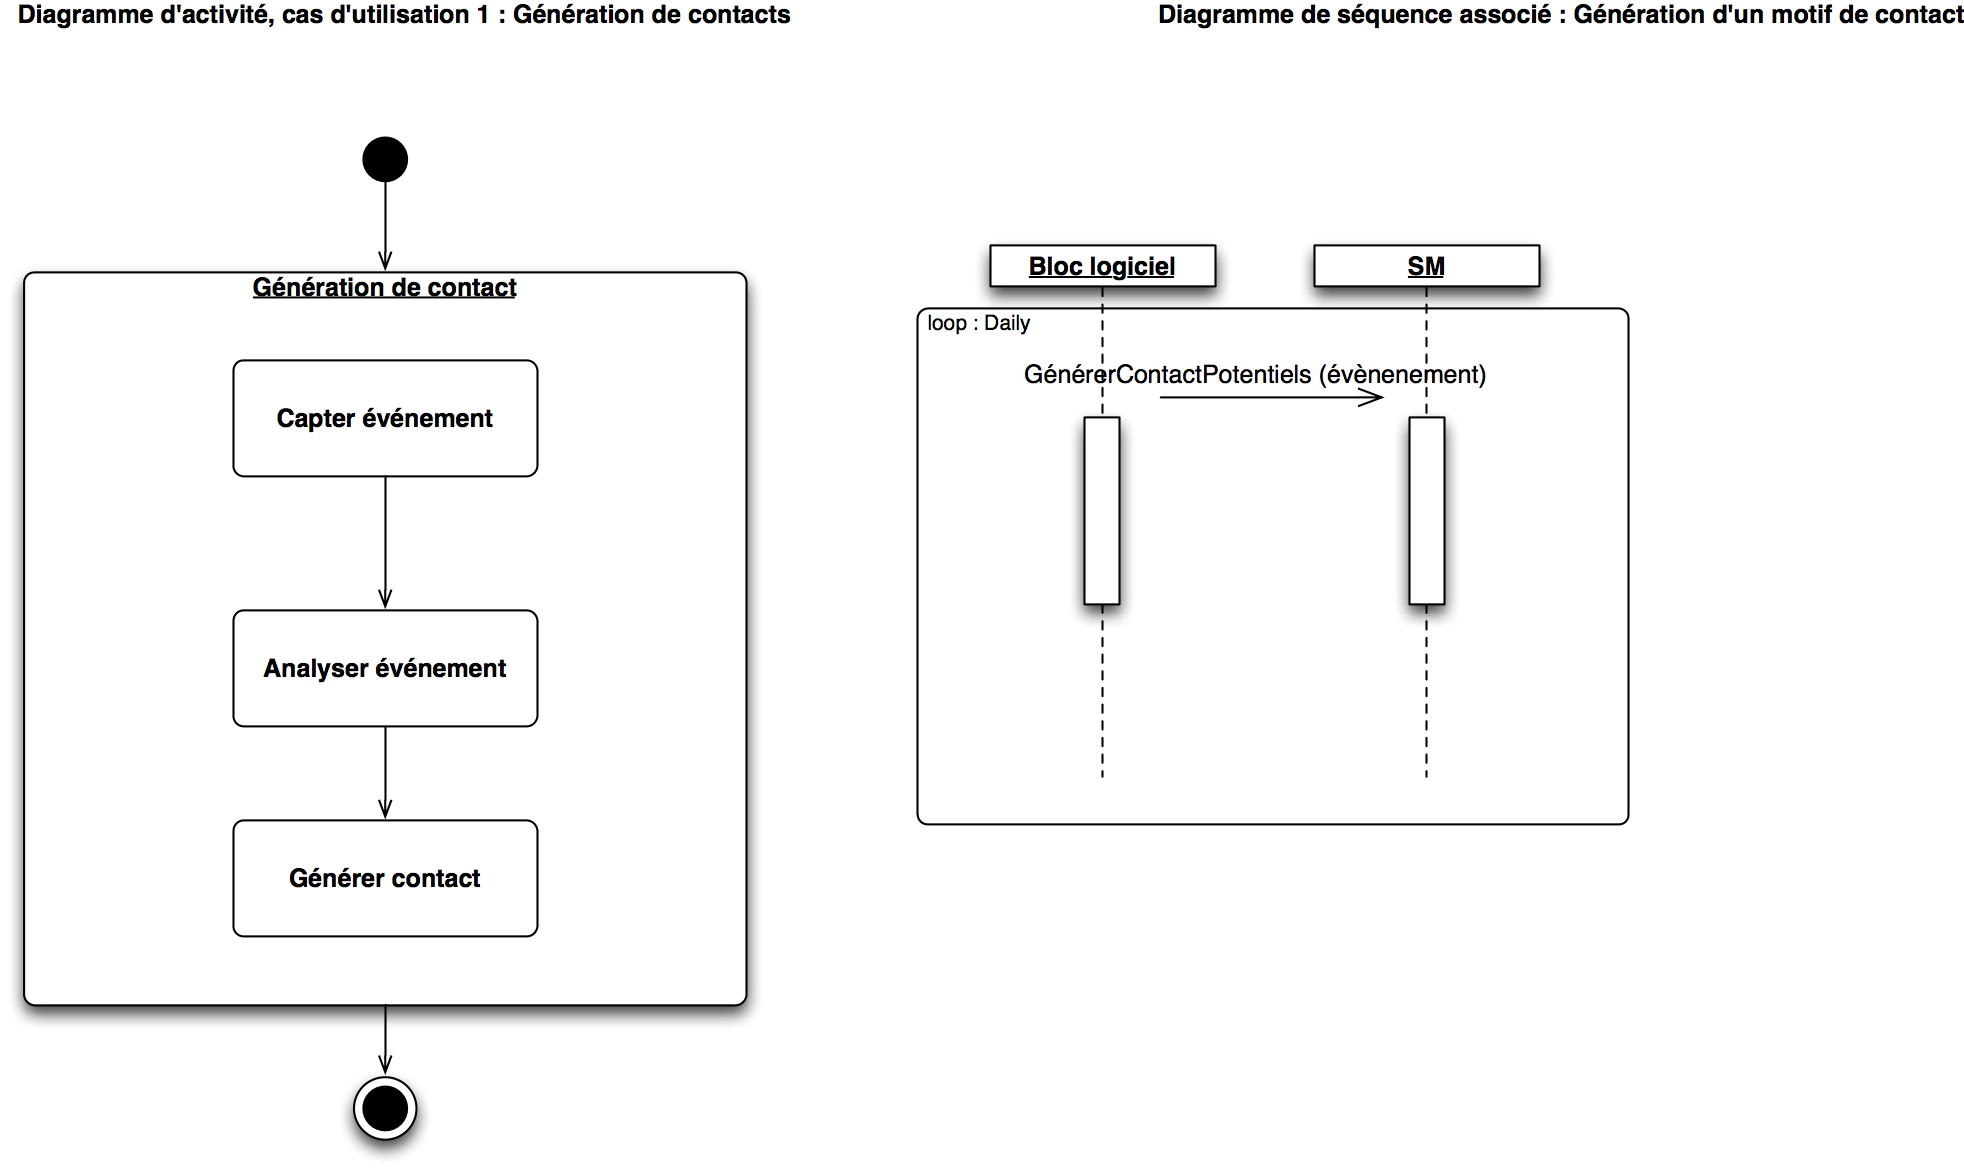 Diagramme d'activité, cas d'utilisation 1 : Génération de contacts
Génération de contact
Capter événement
Analyser événement
Générer contact
Diagramme de séquence associé : Génération d'un motif de contact
Bloc logiciel
SM
loop : Daily
GénérerContactPotentiels (évènenement)